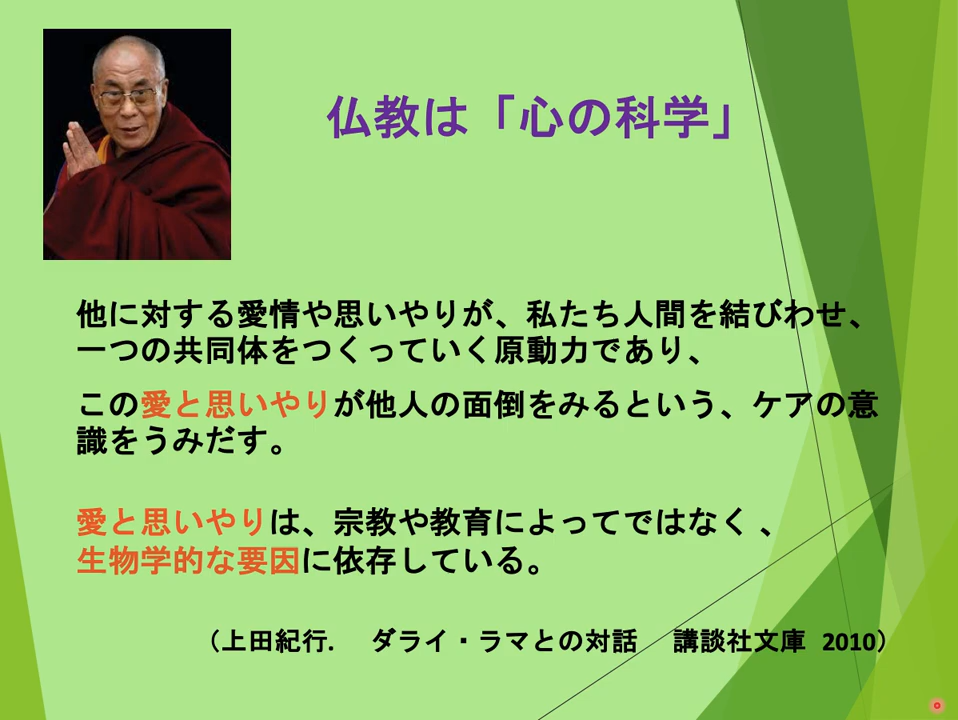 仏教は「心の科学」
他に対する愛情や思いやりが、私たち人間を結びわせ、
一つの共同体をつくっていく原動力であり、
この愛と思いやりが他人の面倒をみるという、ケアの意
識をうみだす。
愛と思いやりは、宗教や教育によってではなく 、
生物学的な要因に依存している。
（上田紀行.　ダライ・ラマとの対話　講談社文庫 2010）